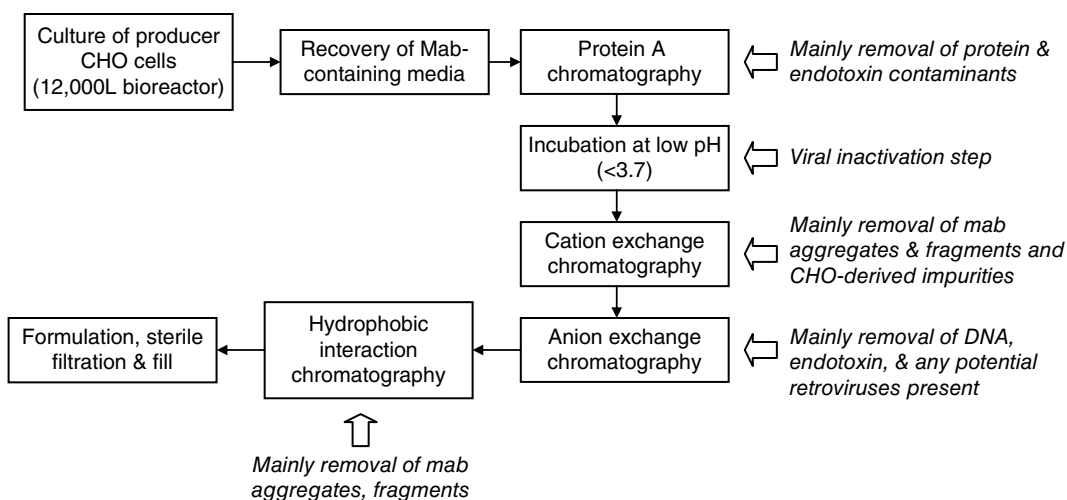 Culture of producer
CHO cells
(12,000L bioreactor)
Recovery of Mab-
containing media
Protein A
chromatography
Mainly removal of protein &
endotoxin contaminants
Incubation at low pH
(<3.7)
Viral inactivation step
Cation exchange
chromatography
Mainly removal of mab
aggregates & fragments and
CHO-derived impurities
Anion exchange
chromatography
Mainly removal of DNA,
endotoxin, & any potential
retroviruses present
Hydrophobic
interaction
chromatography
Mainly removal of mab
aggregates, fragments
Formulation, sterile
filtration & fill